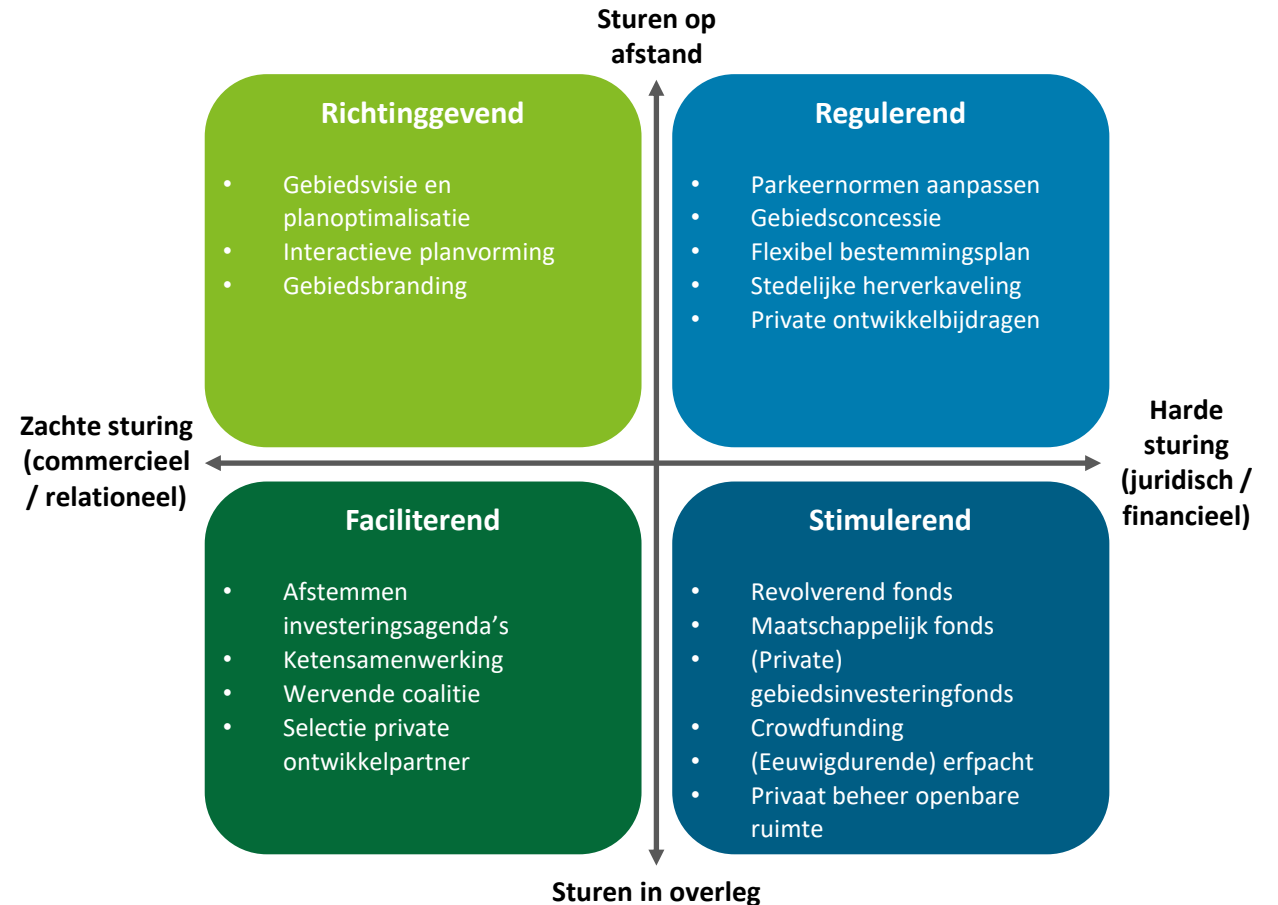 Sturen op
afstand
Richtinggevend
• Gebiedsvisie en
planoptimalisatie
• Interactieve planvorming
• Gebiedsbranding
Regulerend
• Parkeernormen aanpassen
• Gebiedsconcessie
• Flexibel bestemmingsplan
• Stedelijke herverkaveling
• Private ontwikkelbijdragen
Zachte sturing
(commercieel
/ relationeel)
Harde
sturing
(juridisch /
financieel)
Faciliterend
• Afstemmen
investeringsagenda’s
• Ketensamenwerking
• Wervende coalitie
• Selectie private
ontwikkelpartner
Stimulerend
• Revolverend fonds
• Maatschappelijk fonds
• (Private)
gebiedsinvesteringfonds
• Crowdfunding
• (Eeuwigdurende) erfpacht
• Privaat beheer openbare
ruimte
Sturen in overleg